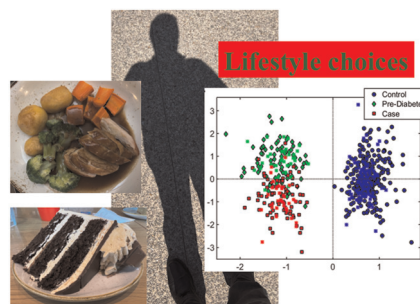 Lifestyle choices
Control
Pre-Diabete
Case
3
2
1
0
-1
-2
-3
-2
-1
0
1